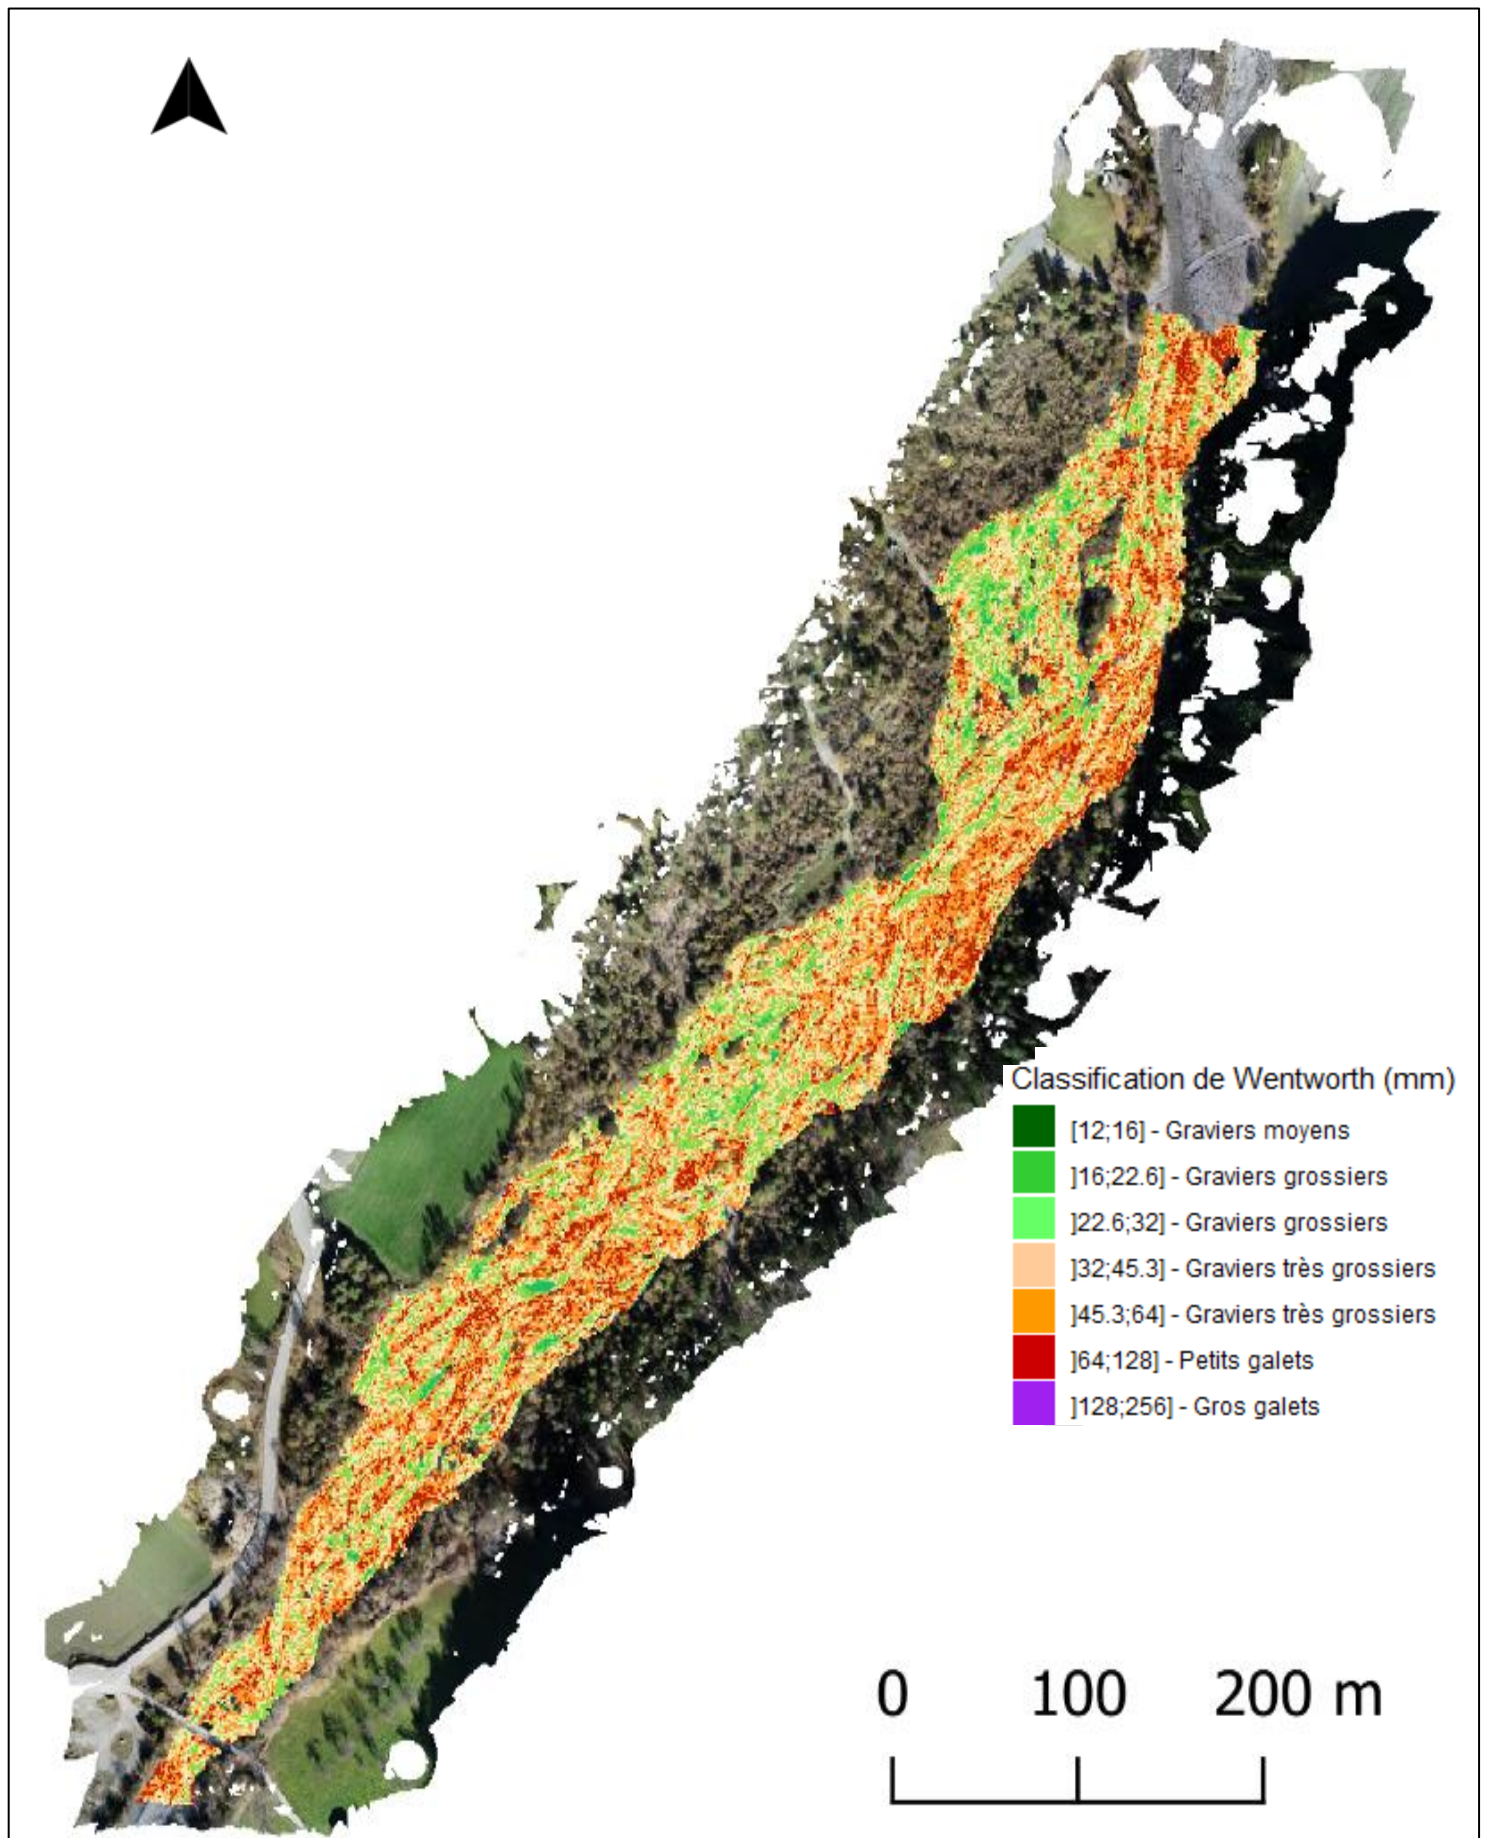 Classification de Wentworth (mm)
[12;16] - Graviers moyens
]16;22.6] - Graviers grossiers
]22.6;32] - Graviers grossiers
]32;45.3] - Graviers très grossiers
]45.3;64] - Graviers très grossiers
]64;128] - Petits galets
]128;256] - Gros galets
0 100 200 m